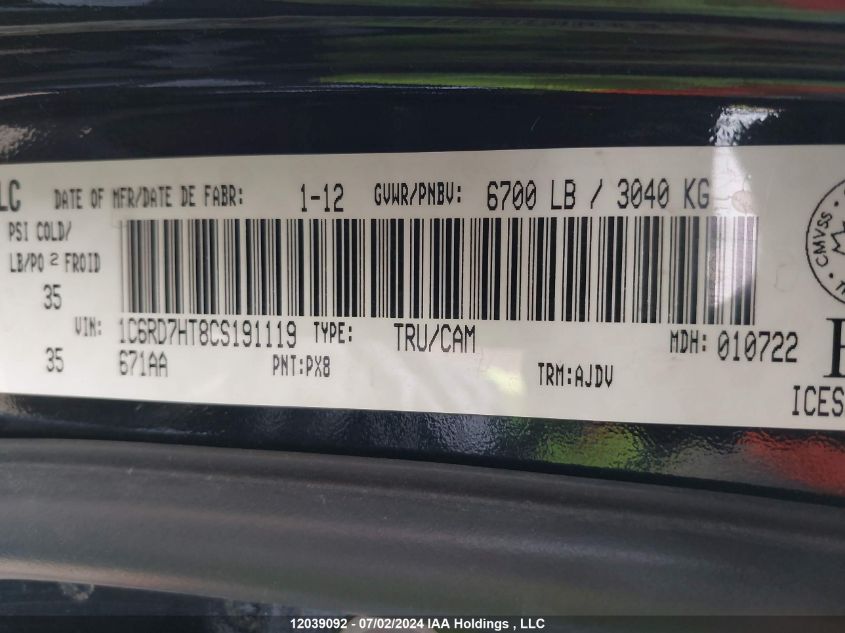 LC DATE OF MFR/DATE DE FABR: 1-12 GVWR/PNBV: 6700 LB / 3040 KG
PSI COLD/
LB/PO 2 FROID
35
VIN: 1C6RD7HT8CS191119 TYPE: TRU/CAM MDH: 010722
35 671AA PNT:PX8 TRM:AJDV
ICES
CMVSS
12039092 - 07/02/2024 IAA Holdings , LLC